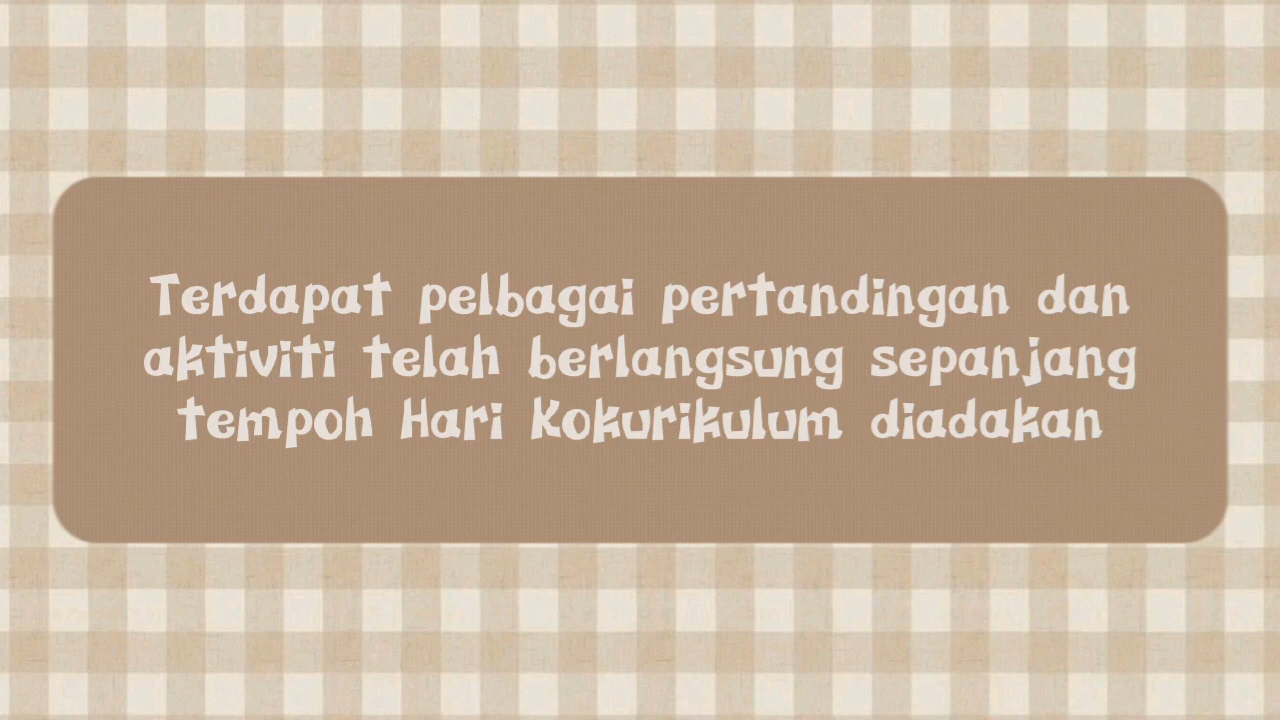 Terdapat pelbagai pertandingan dan
aktiviti telah berlangsung sepanjang
tempoh Hari Kokurikulum diadakan